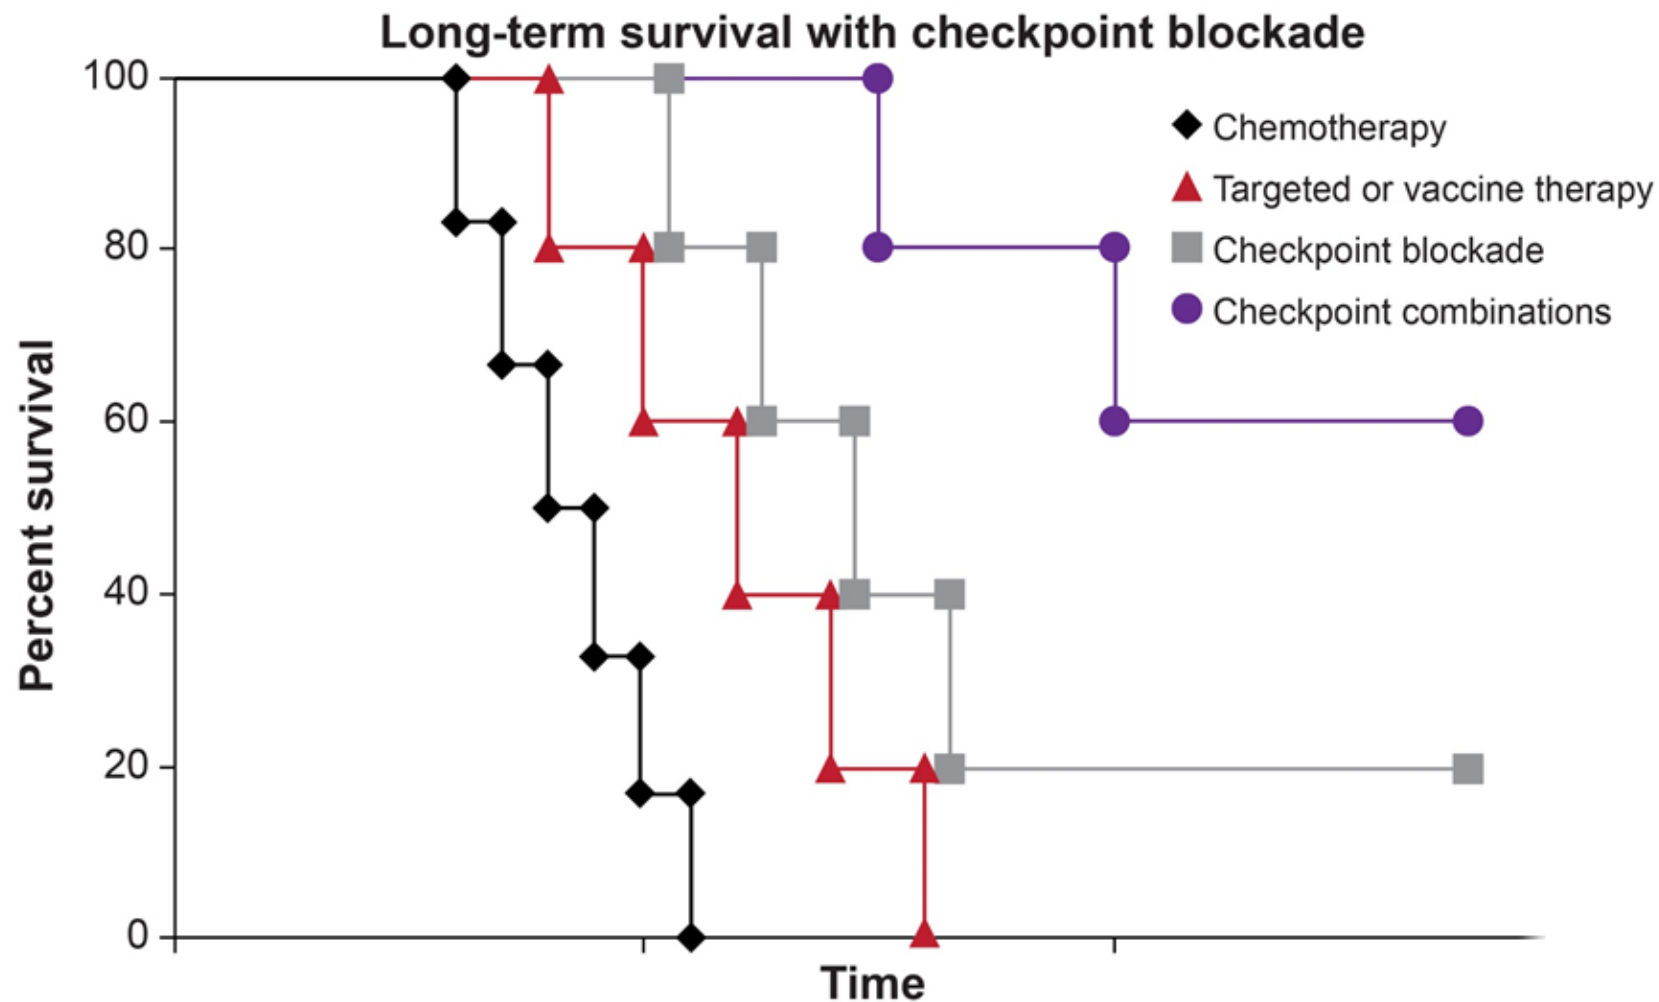 Long-term survival with checkpoint blockade
100
80
60
40
20
0
Percent survival
Time
Chemotherapy
Targeted or vaccine therapy
Checkpoint blockade
Checkpoint combinations